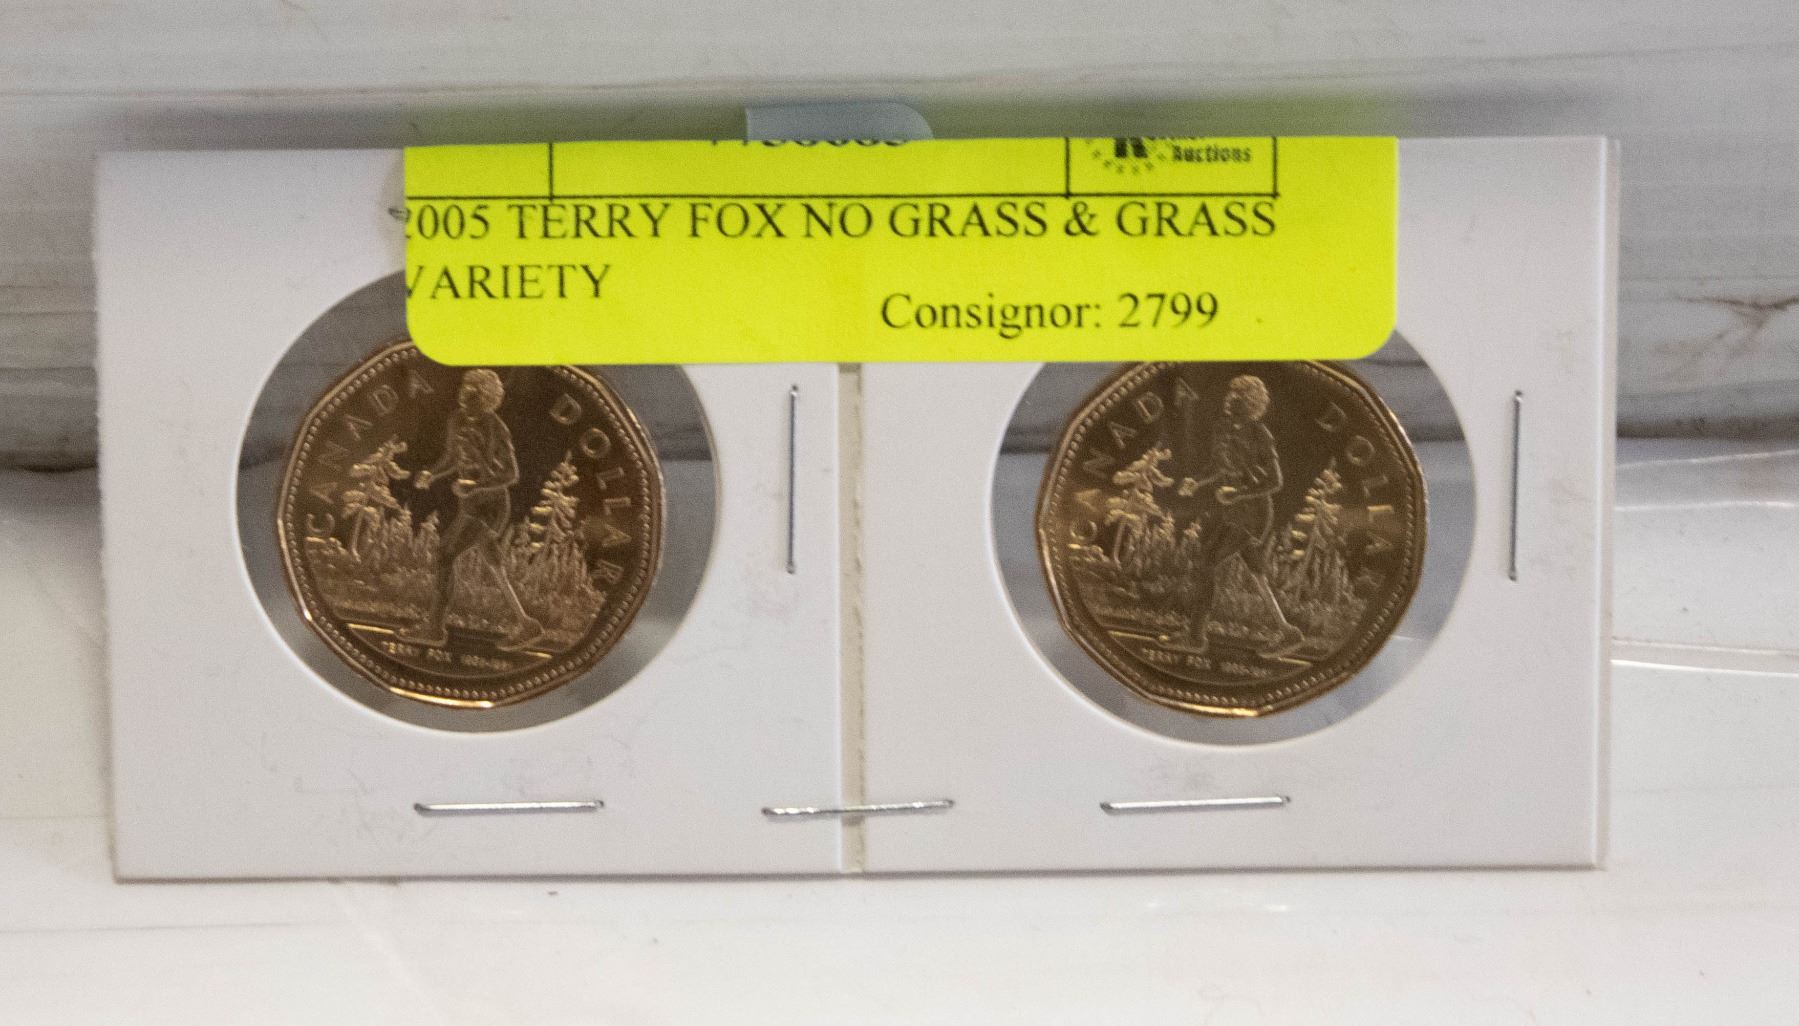 Auctions
2005 TERRY FOX NO GRASS & GRASS
VARIETY
Consignor: 2799
CANADA DOLLAR
TERRY FOX
CANADA DOLLAR
TERRY FOX